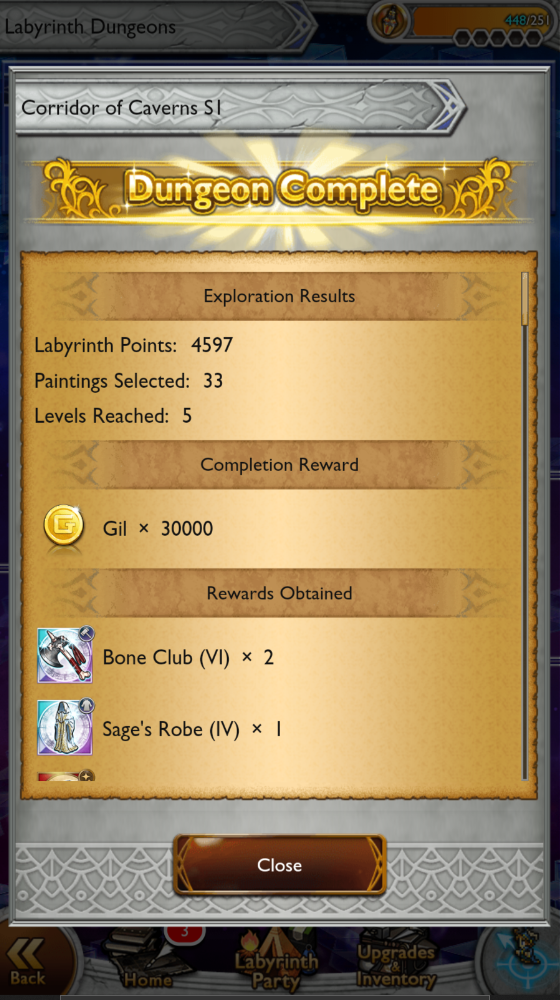 Labyrinth Dungeons
448/251
Corridor of Caverns S1
Dungeon Complete
Exploration Results
Labyrinth Points: 4597
Paintings Selected: 33
Levels Reached: 5
Completion Reward
G
Gil × 30000
Rewards Obtained
Bone Club (VI) × 2
Sage's Robe (IV) × 1
Close
3
Back
Home
Labyrinth
Party
Upgrades
&
Inventory